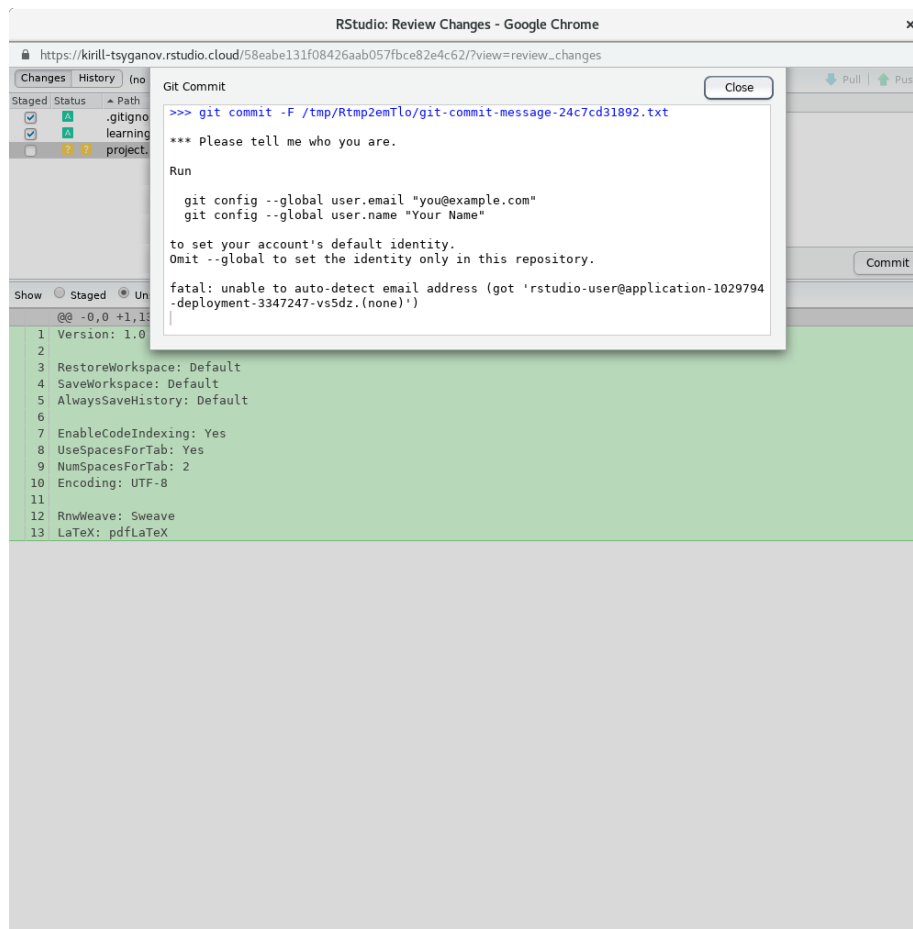 RStudio: Review Changes - Google Chrome
https://kirill-tsyganov.rstudio.cloud/58eabe131f08426aab057fbce82e4c62/?view=review_changes
Changes History (no
Git Commit
Close
Pull
Pus
Staged Status Path
A .gitigno
A learning
? ? project.
>>> git commit -F /tmp/Rtmp2emTlo/git-commit-message-24c7cd31892.txt
*** Please tell me who you are.
Run
git config --global user.email "you@example.com"
git config --global user.name "Your Name"
to set your account's default identity.
Omit --global to set the identity only in this repository.
fatal: unable to auto-detect email address (got 'rstudio-user@application-1029794
-deployment-3347247-vs5dz.(none)')
Commit
Show Staged Un
@@ -0,0 +1,13
1 Version: 1.0
2
3 RestoreWorkspace: Default
4 SaveWorkspace: Default
5 AlwaysSaveHistory: Default
6
7 EnableCodeIndexing: Yes
8 UseSpacesForTab: Yes
9 NumSpacesForTab: 2
10 Encoding: UTF-8
11
12 RnwWeave: Sweave
13 LaTeX: pdfLaTeX